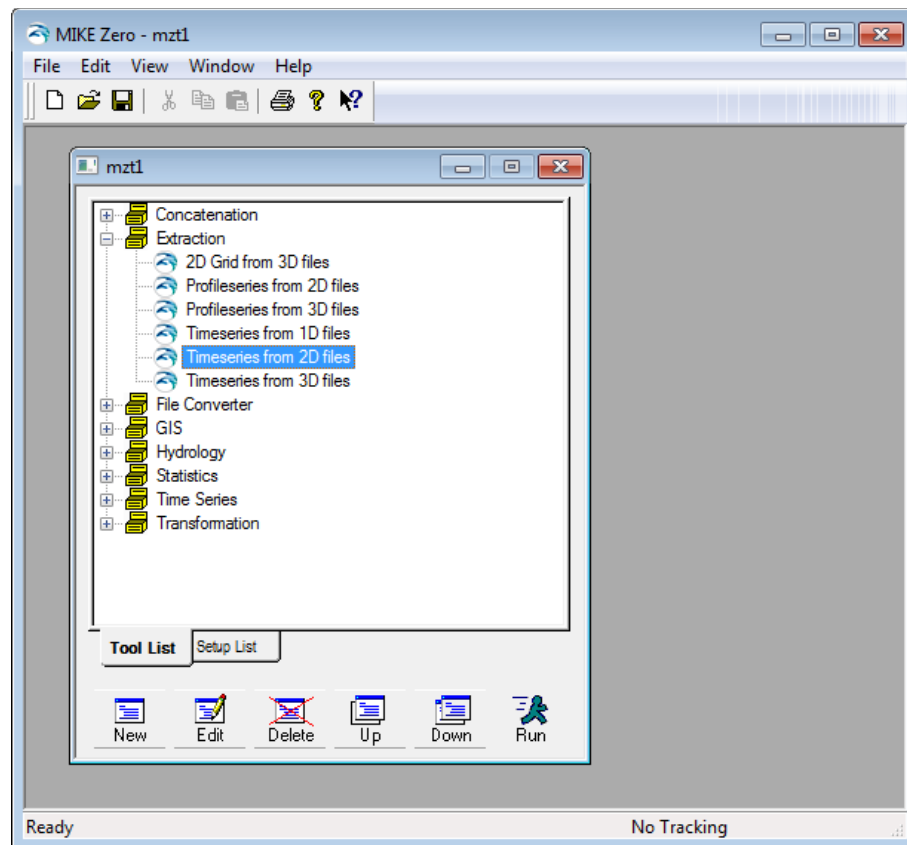 MIKE Zero - mzt1
File Edit View Window Help
mzt1
Concatenation
Extraction
2D Grid from 3D files
Profileseries from 2D files
Profileseries from 3D files
Timeseries from 1D files
Timeseries from 2D files
Timeseries from 3D files
File Converter
GIS
Hydrology
Statistics
Time Series
Transformation
Tool List Setup List
New Edit Delete Up Down Run
Ready No Tracking